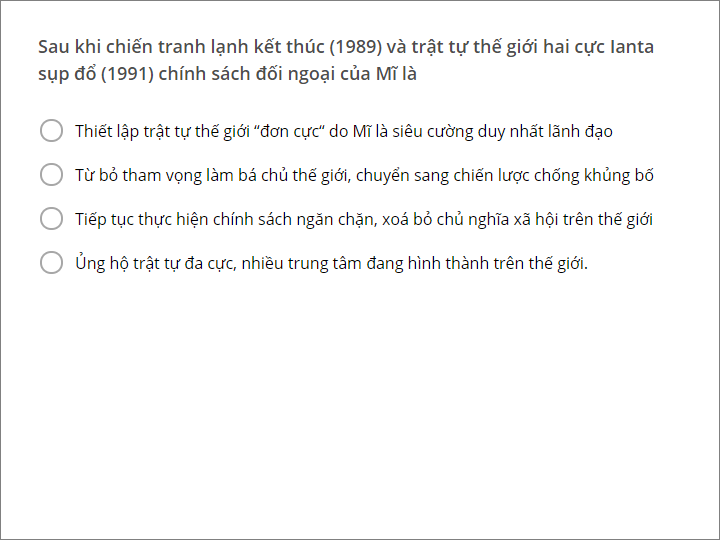 Sau khi chiến tranh lạnh kết thúc (1989) và trật tự thế giới hai cực Ianta
sụp đổ (1991) chính sách đối ngoại của Mĩ là
Thiết lập trật tự thế giới “đơn cực“ do Mĩ là siêu cường duy nhất lãnh đạo
Từ bỏ tham vọng làm bá chủ thế giới, chuyển sang chiến lược chống khủng bố
Tiếp tục thực hiện chính sách ngăn chặn, xoá bỏ chủ nghĩa xã hội trên thế giới
Ủng hộ trật tự đa cực, nhiều trung tâm đang hình thành trên thế giới.